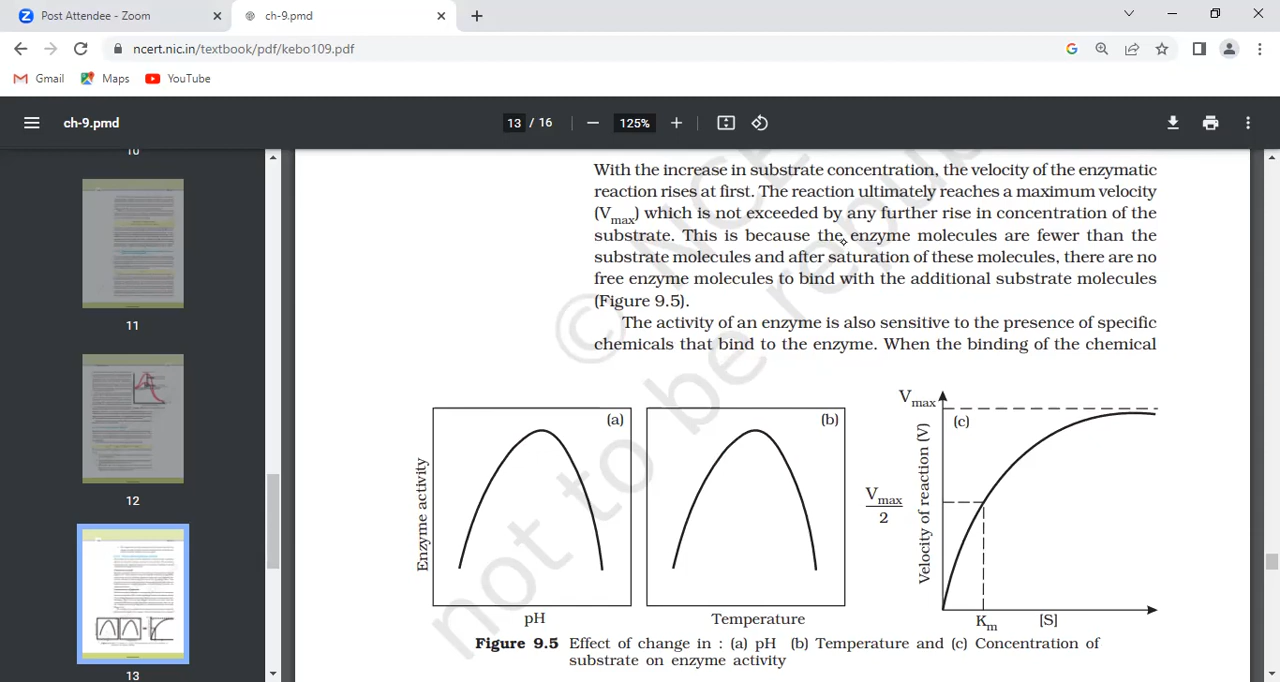 Post Attendee - Zoom
ch-9.pmd
ncert.nic.in/textbook/pdf/kebo109.pdf
Gmail
Maps
YouTube
ch-9.pmd
13 / 16
125%
10
11
12
13
With the increase in substrate concentration, the velocity of the enzymatic
reaction rises at first. The reaction ultimately reaches a maximum velocity
(Vmax) which is not exceeded by any further rise in concentration of the
substrate. This is because the enzyme molecules are fewer than the
substrate molecules and after saturation of these molecules, there are no
free enzyme molecules to bind with the additional substrate molecules
(Figure 9.5).
The activity of an enzyme is also sensitive to the presence of specific
chemicals that bind to the enzyme. When the binding of the chemical
(a)
Enzyme activity
pH
(b)
Temperature
Vmax
(c)
Vmax
2
Velocity of reaction (V)
Km
[S]
Figure 9.5 Effect of change in : (a) pH (b) Temperature and (c) Concentration of
substrate on enzyme activity
© NCE
not to be republ